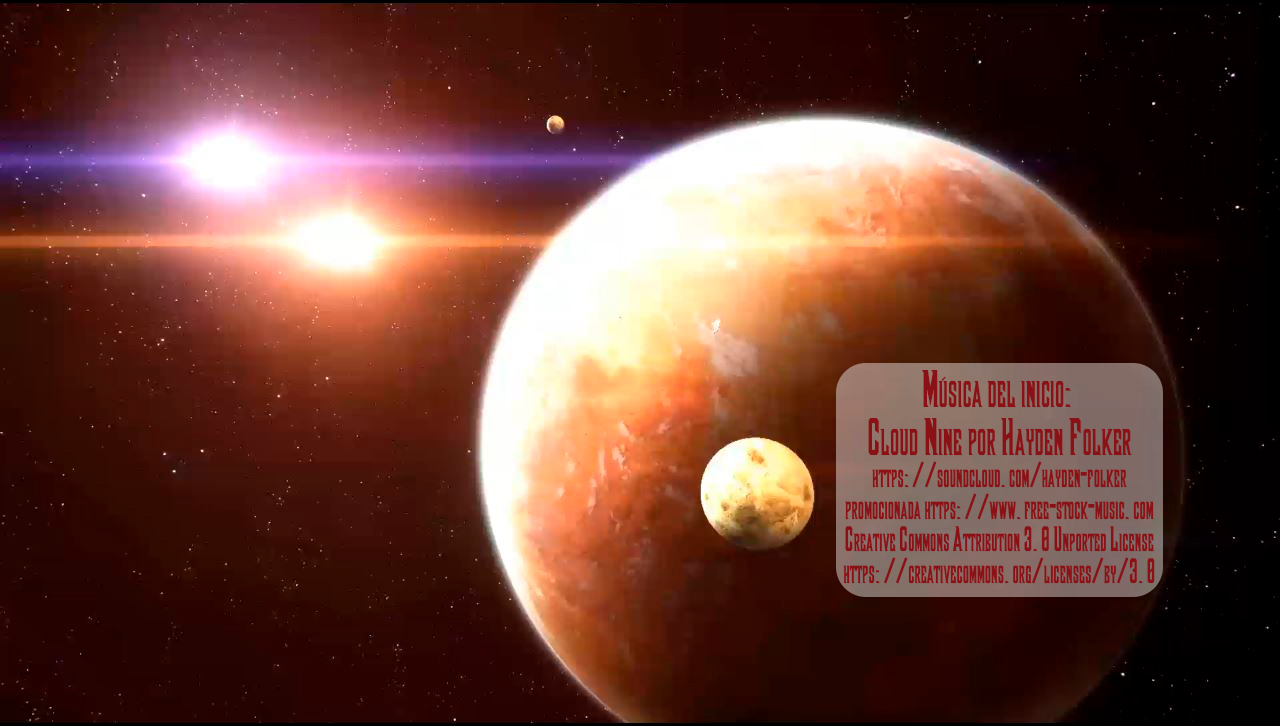 Música del inicio:
Cloud Nine por Hayden Folker
https://soundcloud.com/hayden-folker
promocionada https://www.free-stock-music.com
Creative Commons Attribution 3.0 Unported License
https://creativecommons.org/licenses/by/3.0